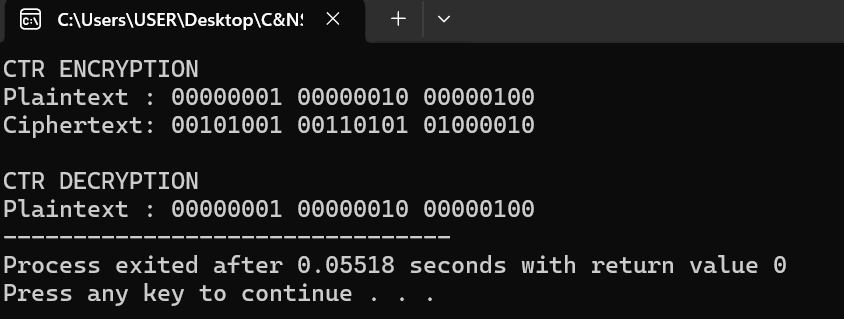 C:\Users\USER\Desktop\C&NS
CTR ENCRYPTION
Plaintext : 00000001 00000010 00000100
Ciphertext: 00101001 00110101 01000010
CTR DECRYPTION
Plaintext : 00000001 00000010 00000100
--------------------------------
Process exited after 0.05518 seconds with return value 0
Press any key to continue . . .